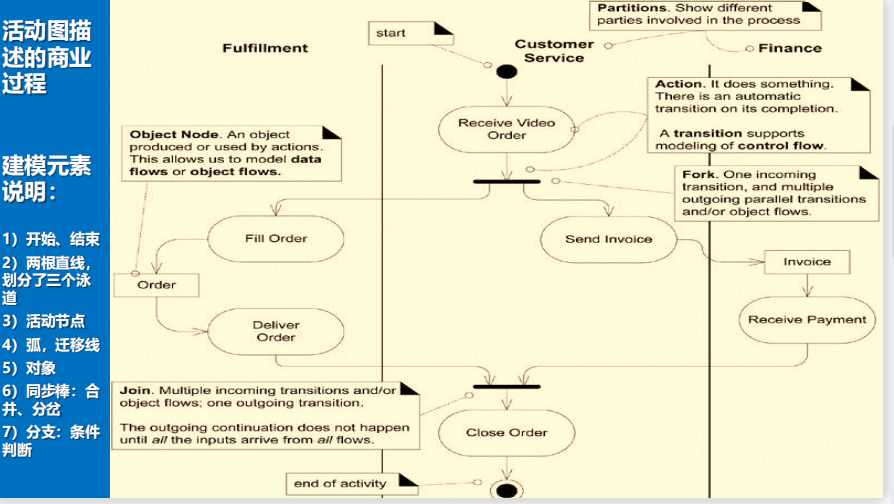 活动图描
述的商业
过程
建模元素
说明：
1）开始、结束
2）两根直线，
划分了三个泳
道
3）活动节点
4）弧，迁移线
5）对象
6）同步棒：合
并、分岔
7）分支：条件
判断
Partitions. Show different
parties involved in the process
start
Fulfillment
Customer
Service
Finance
Action. It does something.
There is an automatic
transition on its completion.
A transition supports
modeling of control flow.
Receive Video
Order
Object Node. An object
produced or used by actions.
This allows us to model data
flows or object flows.
Fork. One incoming
transition, and multiple
outgoing parallel transitions
and/or object flows.
Fill Order
Send Invoice
Invoice
Order
Deliver
Order
Receive Payment
Join. Multiple incoming transitions and/or
object flows; one outgoing transition.
The outgoing continuation does not happen
until all the inputs arrive from all flows.
Close Order
end of activity